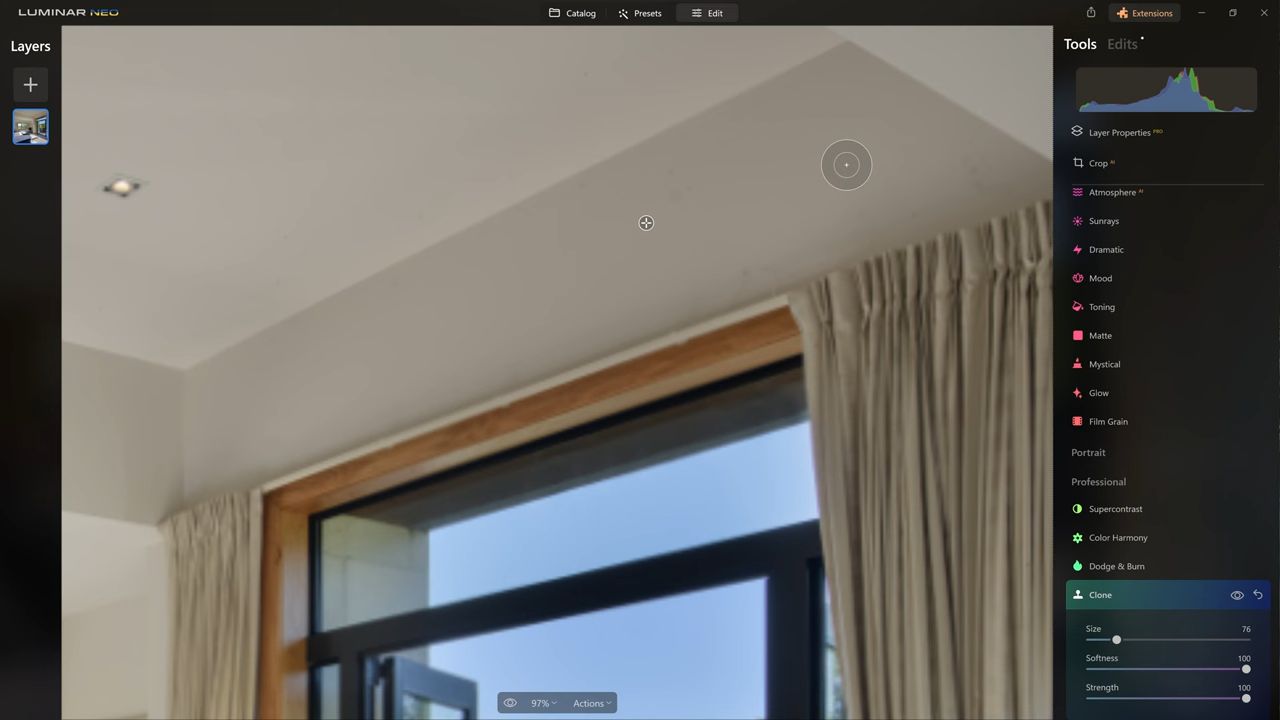 LUMINAR NEO
Catalog
Presets
Edit
Extensions
Layers
Tools
Edits
Layer Properties PRO
Crop AI
Atmosphere AI
Sunrays
Dramatic
Mood
Toning
Matte
Mystical
Glow
Film Grain
Portrait
Professional
Supercontrast
Color Harmony
Dodge & Burn
Clone
Size 76
Softness 100
Strength 100
97%
Actions